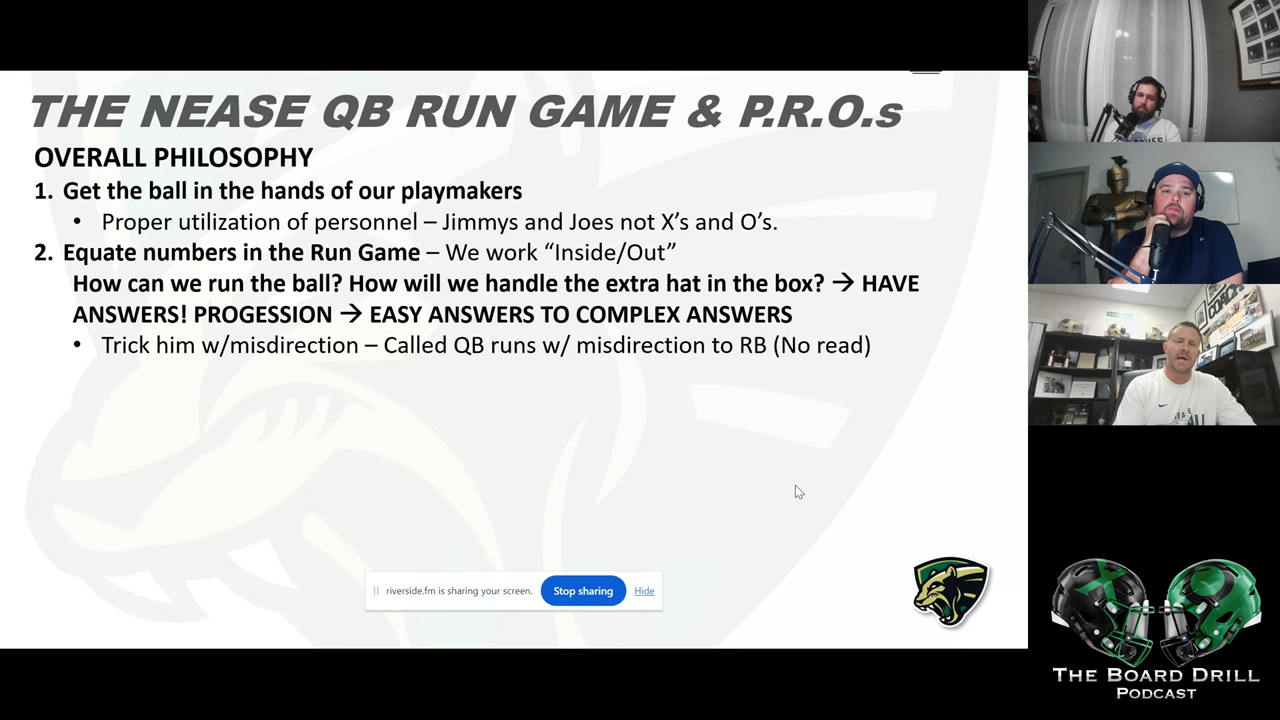 THE NEASE QB RUN GAME & P.R.O.s
OVERALL PHILOSOPHY
1. Get the ball in the hands of our playmakers
• Proper utilization of personnel – Jimmys and Joes not X's and O's.
2. Equate numbers in the Run Game – We work “Inside/Out”
How can we run the ball? How will we handle the extra hat in the box? → HAVE
ANSWERS! PROGESSION → EASY ANSWERS TO COMPLEX ANSWERS
• Trick him w/misdirection – Called QB runs w/ misdirection to RB (No read)
riverside.fm is sharing your screen.
Stop sharing
Hide
THE BOARD DRILL
PODCAST